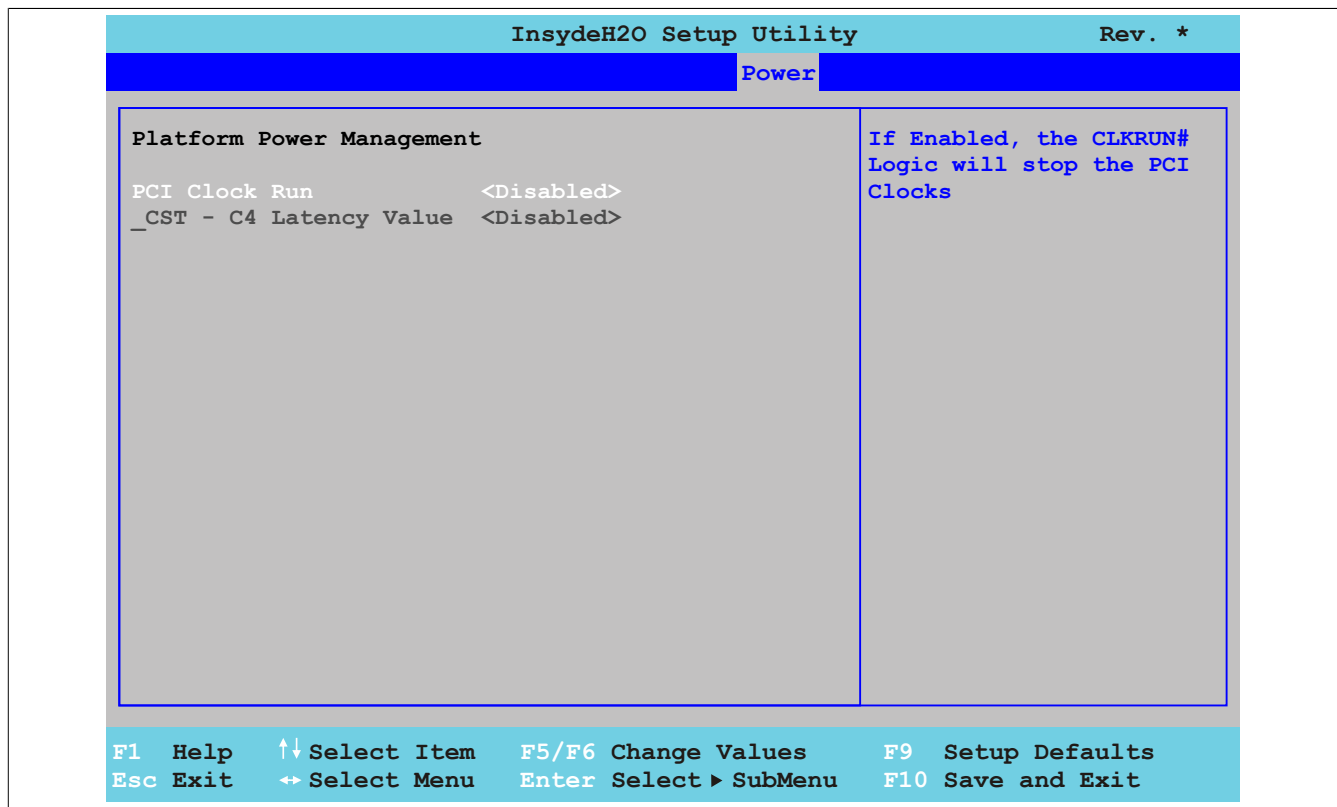 InsydeH2O Setup Utility Rev. *
Power
Platform Power Management
PCI Clock Run <Disabled>
_CST - C4 Latency Value <Disabled>
If Enabled, the CLKRUN#
Logic will stop the PCI
Clocks
F1 Help ↑↓ Select Item F5/F6 Change Values F9 Setup Defaults
Esc Exit ↔ Select Menu Enter Select ▶ SubMenu F10 Save and Exit